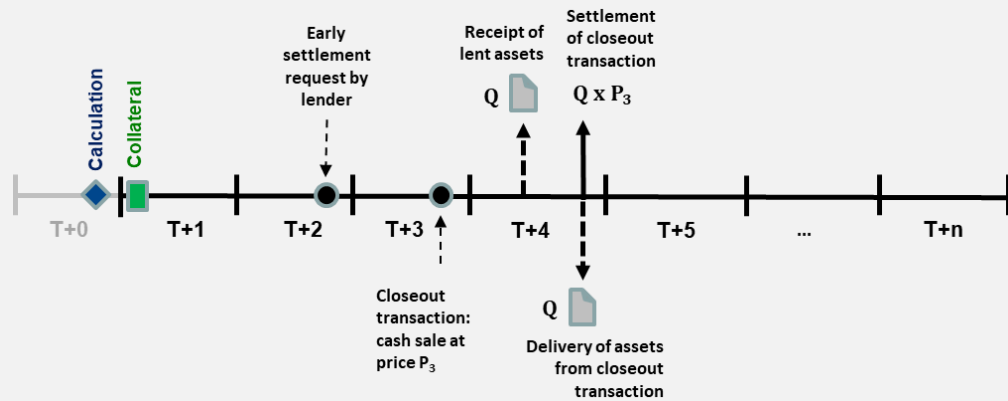 Calculation
Collateral
Early
settlement
request by
lender
Receipt of
lent assets
Q
Settlement
of closeout
transaction
Q x P₃
T+0
T+1
T+2
T+3
T+4
T+5
...
T+n
Closeout
transaction:
cash sale at
price P₃
Q
Delivery of assets
from closeout
transaction